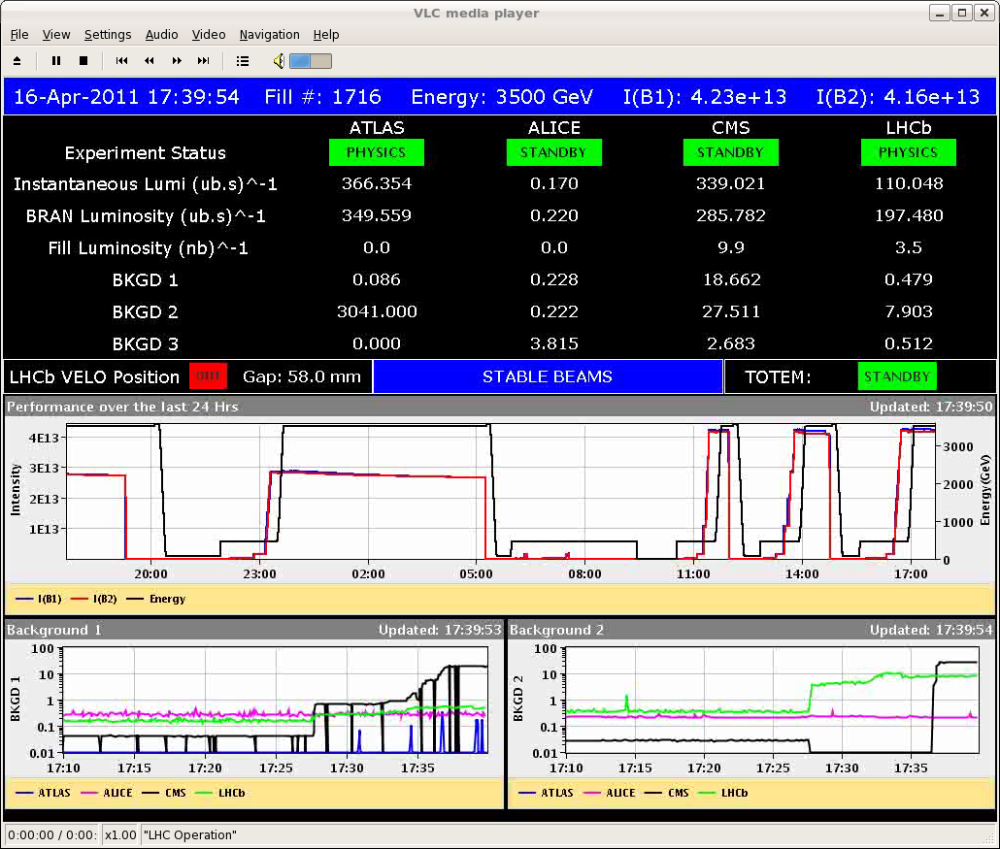 VLC media player
File View Settings Audio Video Navigation Help
16-Apr-2011 17:39:54 Fill #: 1716 Energy: 3500 GeV I(B1): 4.23e+13 I(B2): 4.16e+13
ATLAS ALICE CMS LHCb
Experiment Status PHYSICS STANDBY STANDBY PHYSICS
Instantaneous Lumi (ub.s)^-1 366.354 0.170 339.021 110.048
BRAN Luminosity (ub.s)^-1 349.559 0.220 285.782 197.480
Fill Luminosity (nb)^-1 0.0 0.0 9.9 3.5
BKGD 1 0.086 0.228 18.662 0.479
BKGD 2 3041.000 0.222 27.511 7.903
BKGD 3 0.000 3.815 2.683 0.512
LHCb VELO Position OUT Gap: 58.0 mm STABLE BEAMS TOTEM: STANDBY
Performance over the last 24 Hrs Updated: 17:39:50
Intensity
4E13
3E13
2E13
1E13
3000
2000
1000
0
Energy(GeV)
20:00 23:00 02:00 05:00 08:00 11:00 14:00 17:00
I(B1) I(B2) Energy
Background 1 Updated: 17:39:53
BKGD 1
100
10
1
0.1
0.01
17:10 17:15 17:20 17:25 17:30 17:35
ATLAS ALICE CMS LHCb
Background 2 Updated: 17:39:54
BKGD 2
100
10
1
0.1
0.01
17:10 17:15 17:20 17:25 17:30 17:35
ATLAS ALICE CMS LHCb
0:00:00 / 0:00: x1.00 "LHC Operation"